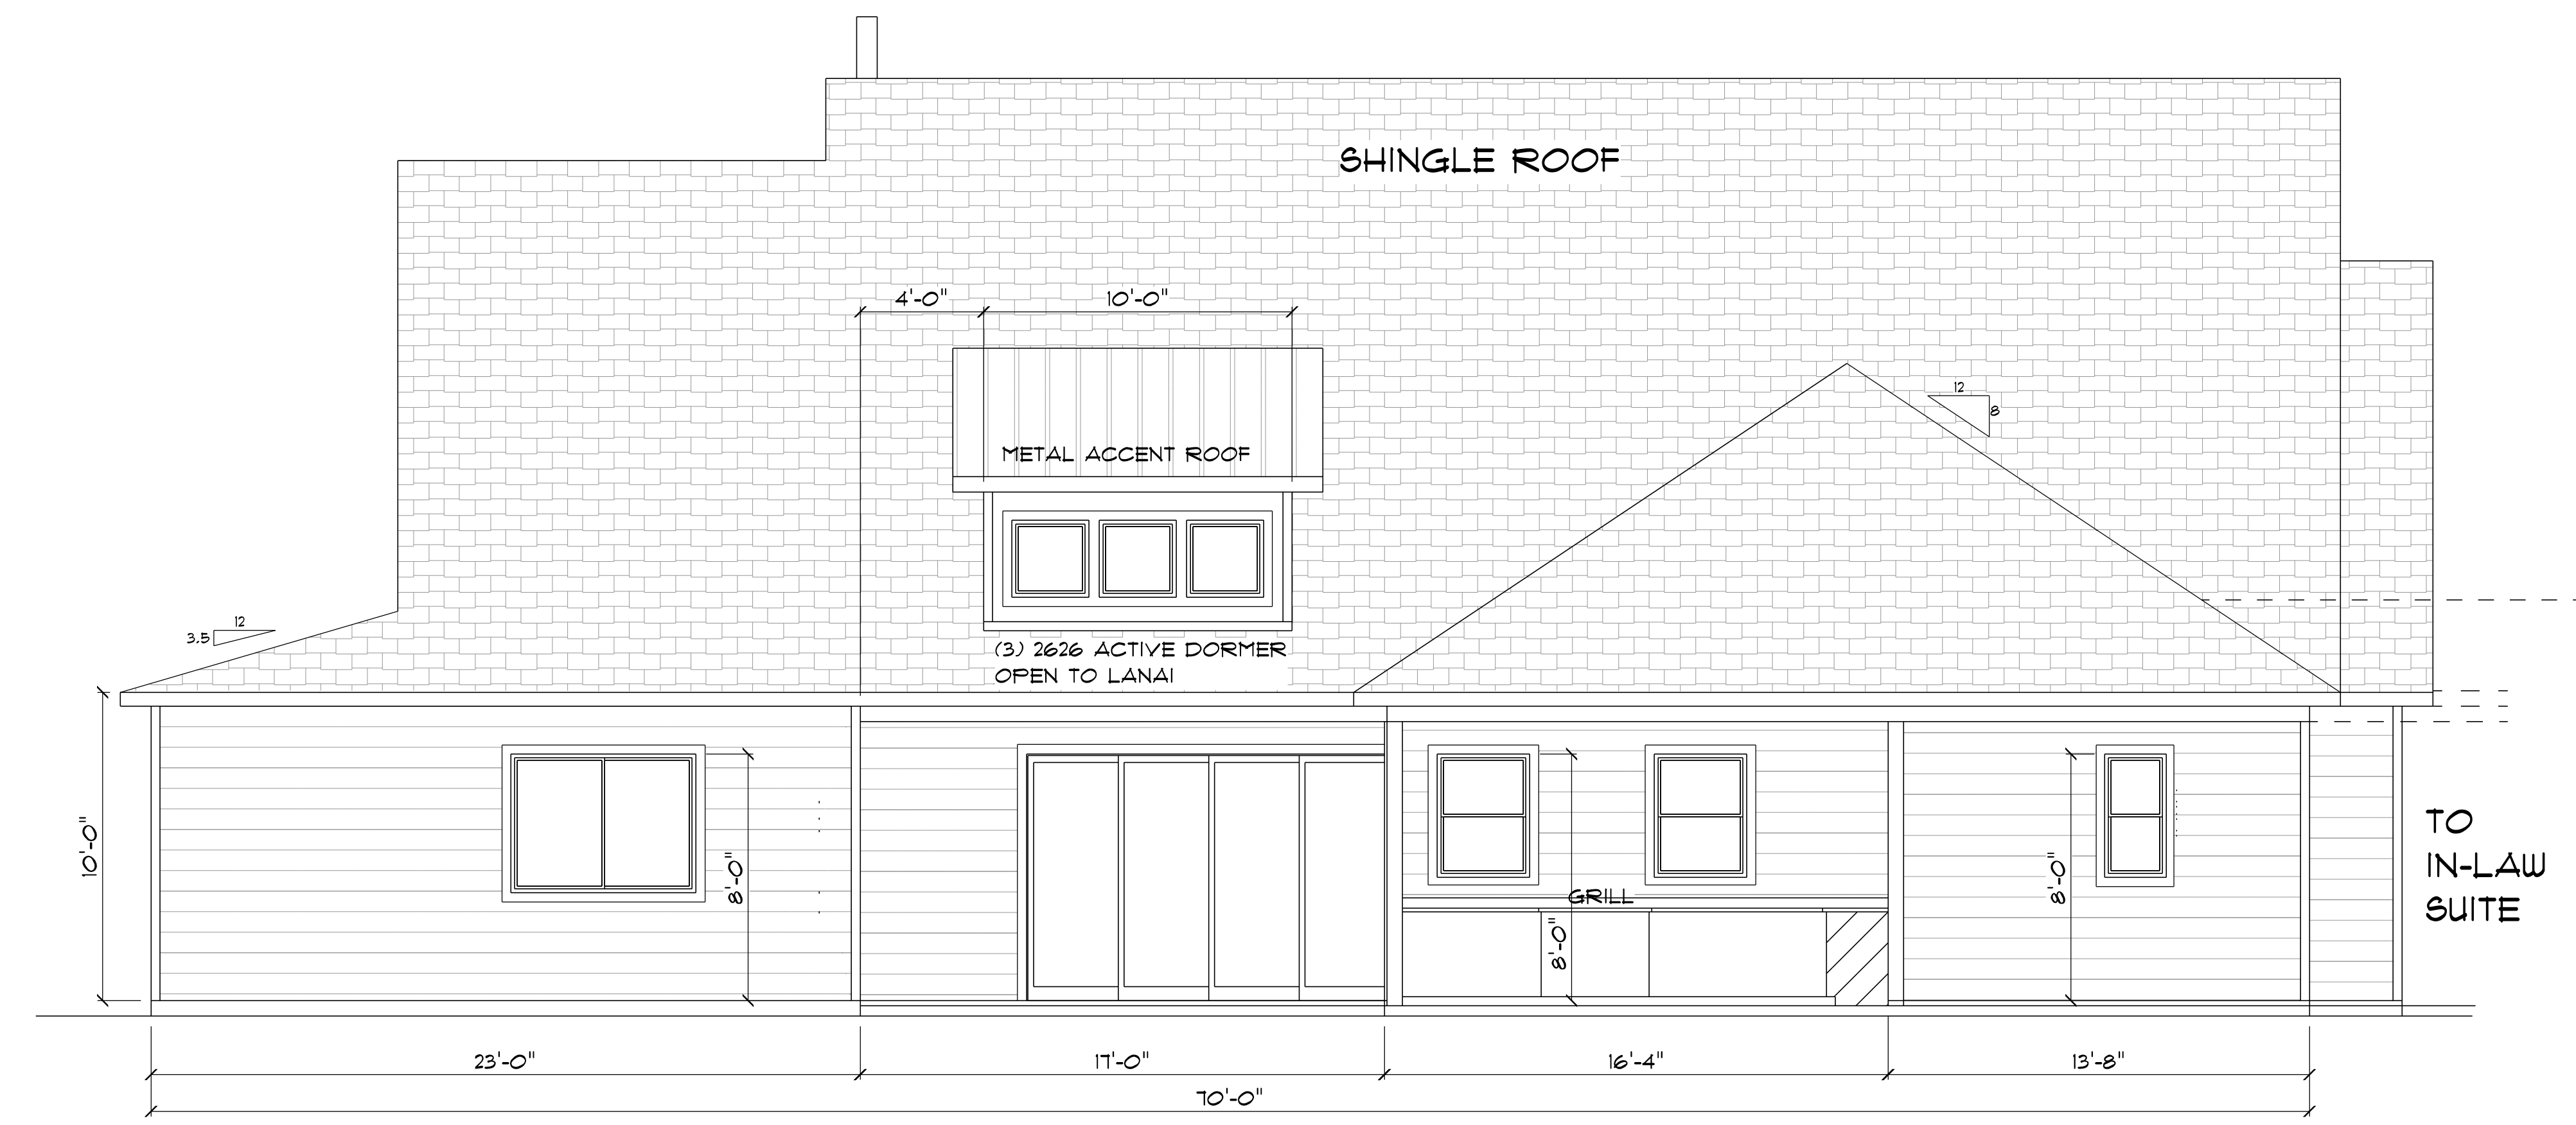 SHINGLE ROOF
4'-0"
10'-0"
12
8
METAL ACCENT ROOF
12
3.5
(3) 2626 ACTIVE DORMER
OPEN TO LANAI
10'-0"
8'-0"
8'-0"
8'-0"
GRILL
TO
IN-LAW
SUITE
23'-0"
17'-0"
16'-4"
13'-8"
70'-0"